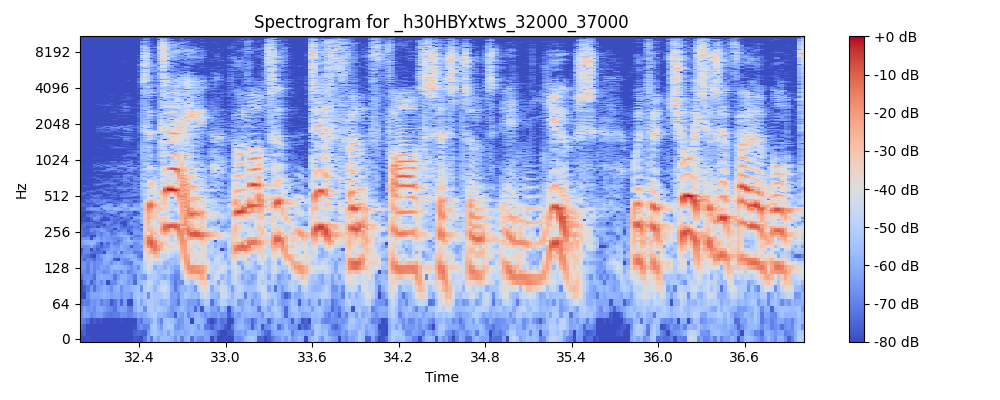 Spectrogram for _h30HBYxtws_32000_37000
Hz
8192
4096
2048
1024
512
256
128
64
0
32.4 33.0 33.6 34.2 34.8 35.4 36.0 36.6
Time
+0 dB
-10 dB
-20 dB
-30 dB
-40 dB
-50 dB
-60 dB
-70 dB
-80 dB